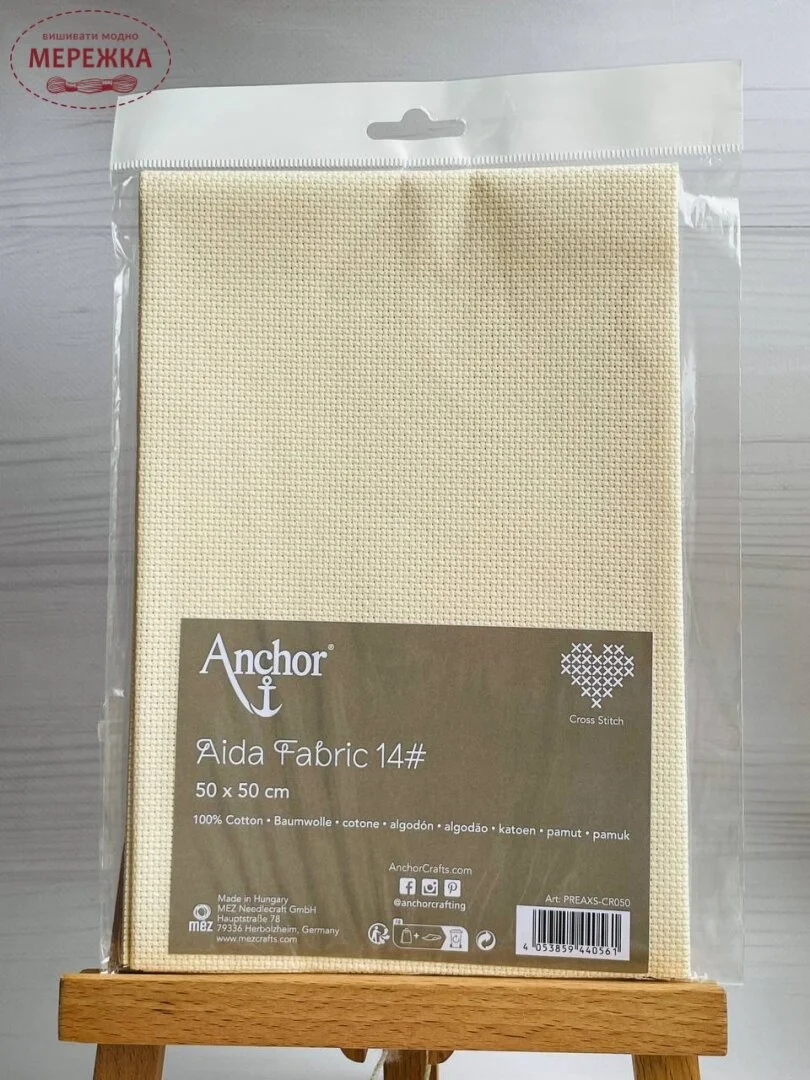 вишивати модно
МЕРЕЖКА
Anchor®
Cross Stitch
Aida Fabric 14#
50 x 50 cm
100% Cotton • Baumwolle • cotone • algodón • algodão • katoen • pamut • pamuk
AnchorCrafts.com
@anchorcrafting
Art: PREAXS-CR050
mez
Made in Hungary
MEZ Needlecraft GmbH
Hauptstraße 78
79336 Herbolzheim, Germany
www.mezcrafts.com
4 053859 440561